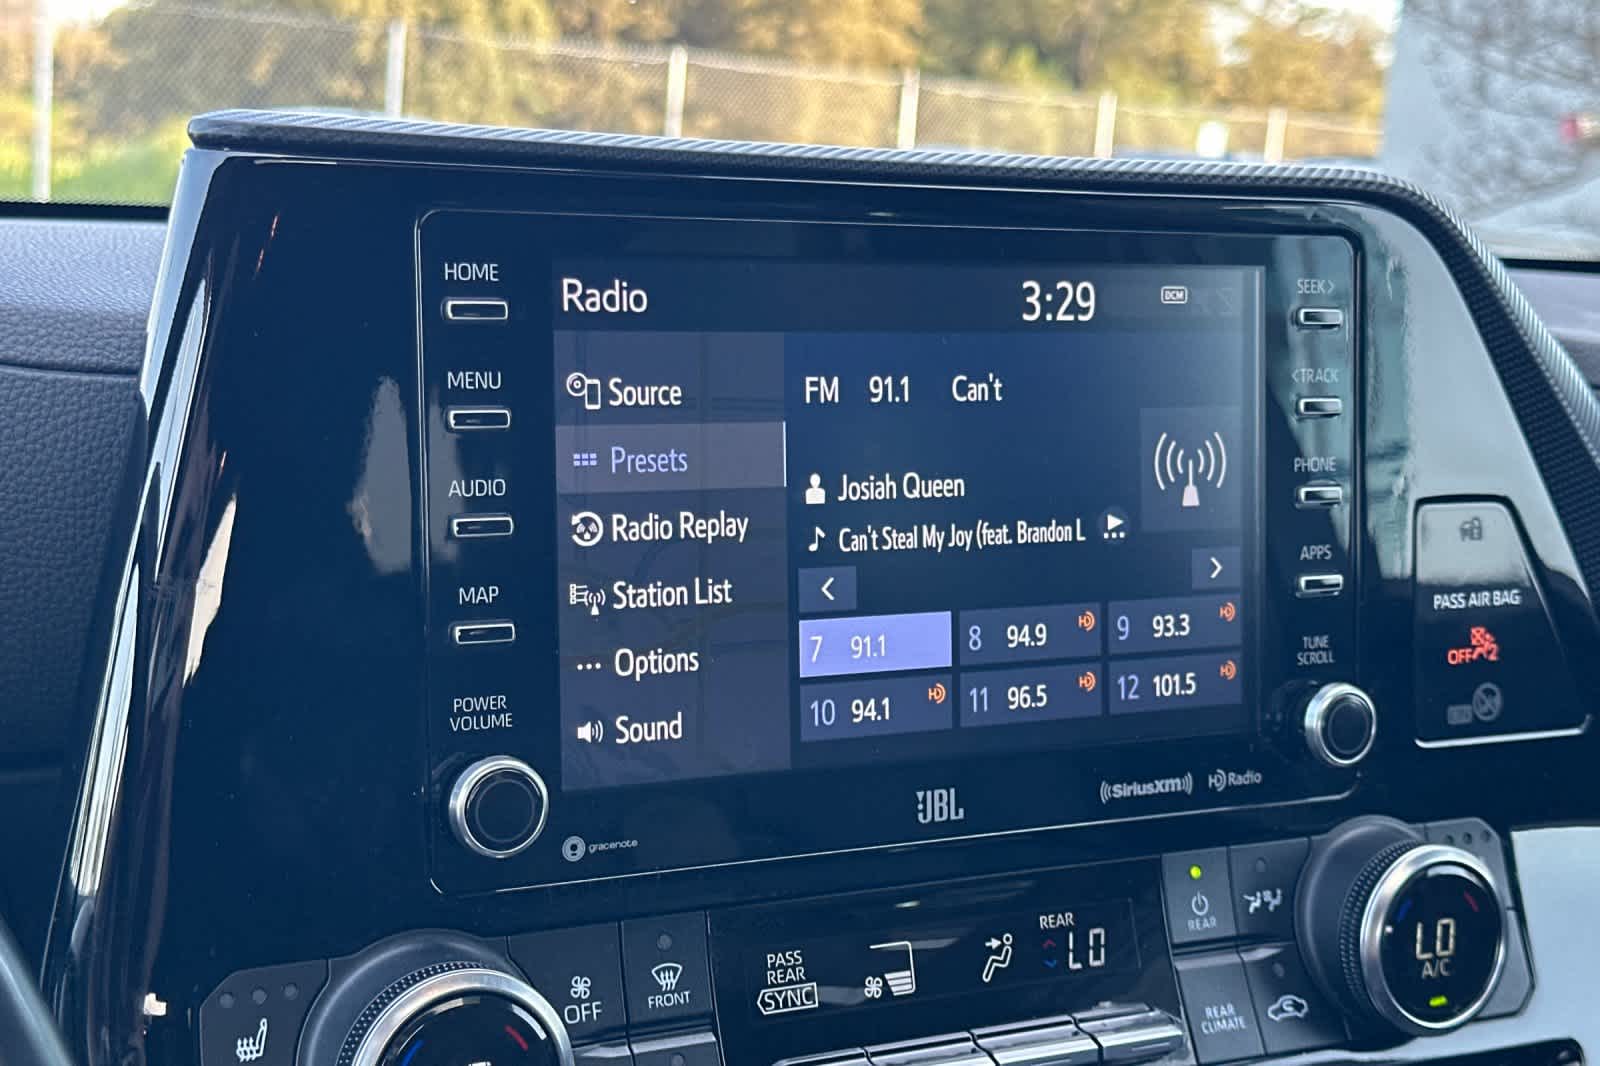 HOME
MENU
AUDIO
MAP
POWER
VOLUME
Radio
3:29
DCM
Source
Presets
Radio Replay
Station List
Options
Sound
FM 91.1 Can't
Josiah Queen
Can't Steal My Joy (feat. Brandon L
7 91.1
8 94.9
9 93.3
10 94.1
11 96.5
12 101.5
SEEK>
<TRACK
PHONE
APPS
TUNE
SCROLL
gracenote
JBL
SiriusXM
HD Radio
PASS AIR BAG
OFF 2
OFF
FRONT
PASS
REAR
SYNC
REAR
LO
REAR
REAR
CLIMATE
LO
A/C